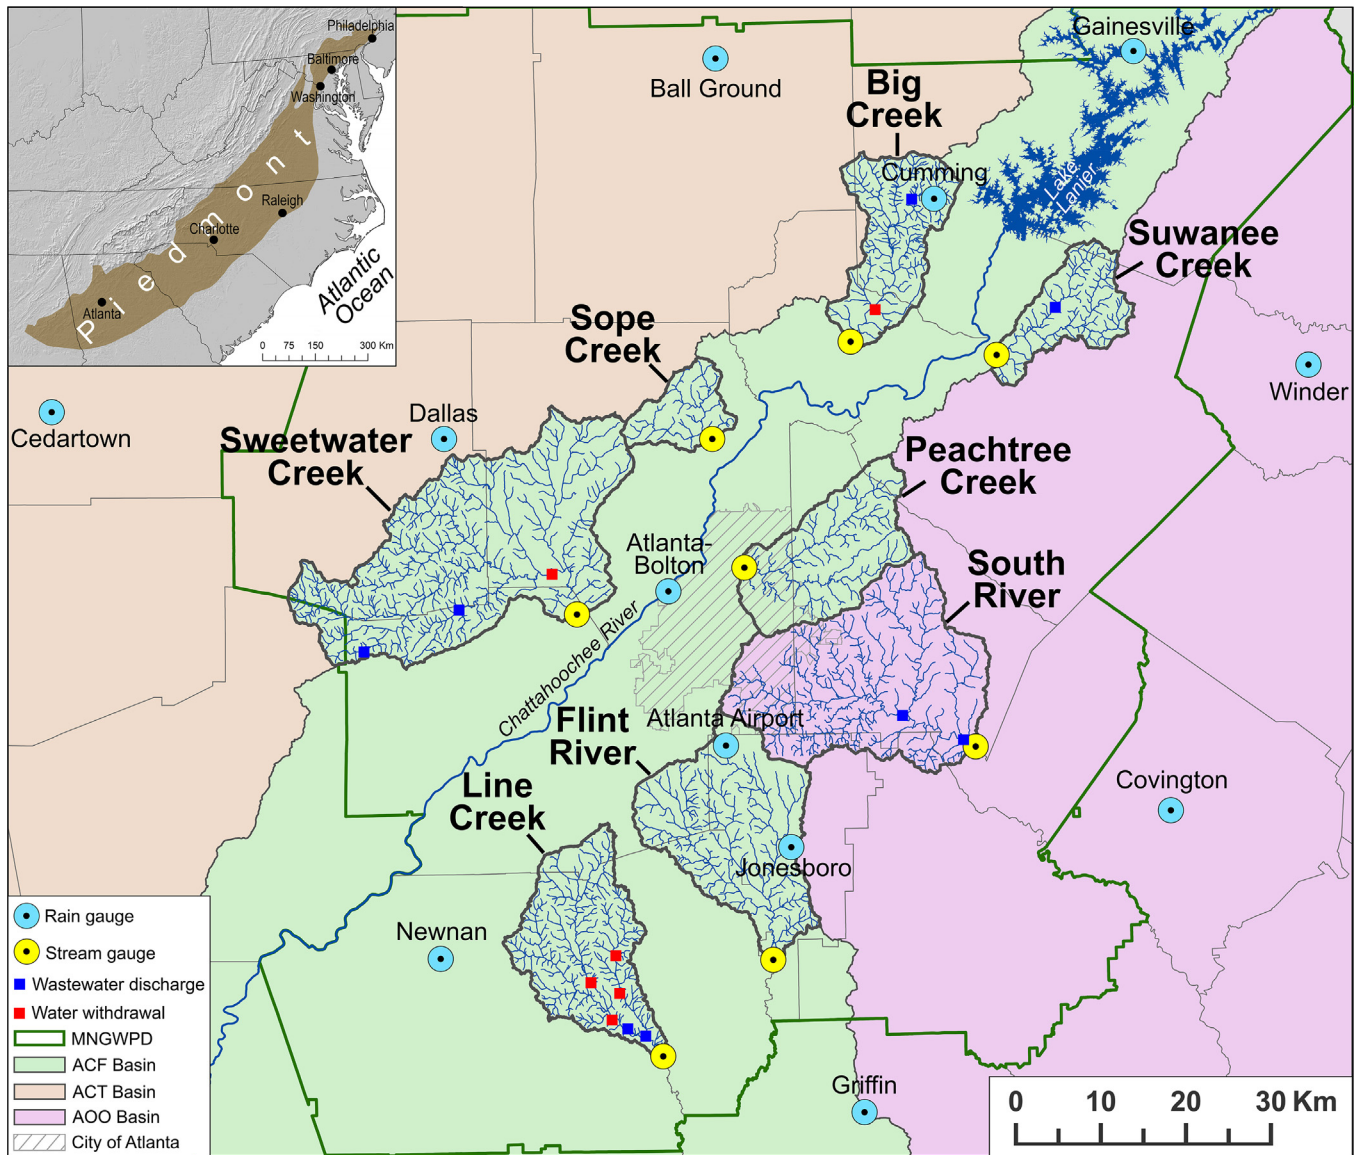 Philadelphia
Baltimore
Washington
Piedmont
Raleigh
Charlotte
Atlanta
Atlantic
Ocean
0 75 150 300 Km
Gainesville
Ball Ground
Big
Creek
Cumming
Lake
Lanier
Suwanee
Creek
Sope
Creek
Winder
Cedartown
Dallas
Sweetwater
Creek
Peachtree
Creek
Atlanta-
Bolton
South
River
Chattahoochee River
Flint
River
Atlanta Airport
Line
Creek
Covington
Jonesboro
Newnan
Griffin
Rain gauge
Stream gauge
Wastewater discharge
Water withdrawal
MNGWPD
ACF Basin
ACT Basin
AOO Basin
City of Atlanta
0 10 20 30 Km